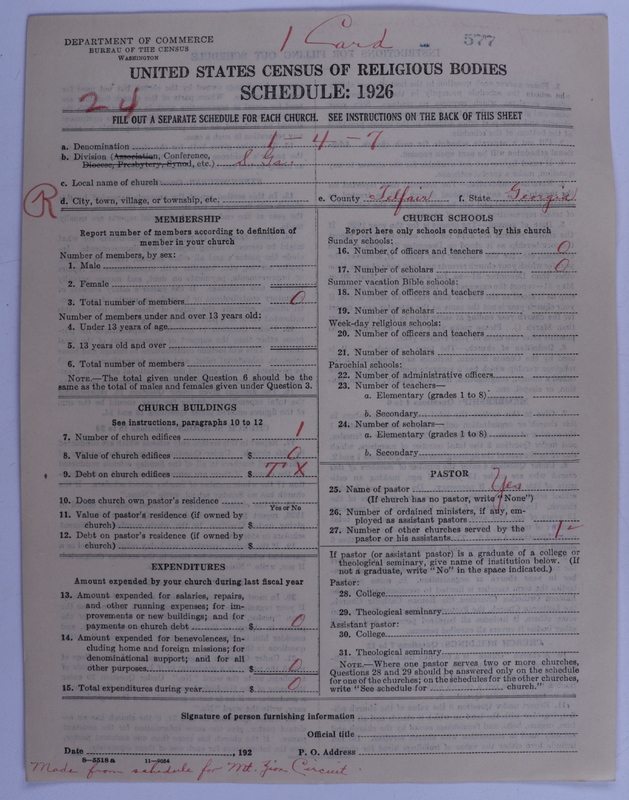 1 Card 577
DEPARTMENT OF COMMERCE
BUREAU OF THE CENSUS
WASHINGTON
UNITED STATES CENSUS OF RELIGIOUS BODIES
SCHEDULE: 1926
24
FILL OUT A SEPARATE SCHEDULE FOR EACH CHURCH. SEE INSTRUCTIONS ON THE BACK OF THIS SHEET
a. Denomination 1-4-7
b. Division (Association, Conference, Diocese, Presbytery, Synod, etc.) S. Ga.
c. Local name of church
R
d. City, town, village, or township, etc. e. County Telfair f. State Georgia
MEMBERSHIP
Report number of members according to definition of
member in your church
Number of members, by sex:
1. Male
2. Female
3. Total number of members 0
Number of members under and over 13 years old:
4. Under 13 years of age
5. 13 years old and over
6. Total number of members
NOTE.—The total given under Question 6 should be the
same as the total of males and females given under Question 3.
CHURCH BUILDINGS
See instructions, paragraphs 10 to 12
7. Number of church edifices 1
8. Value of church edifices $ 0
9. Debt on church edifices $ T X
10. Does church own pastor's residence
Yes or No
11. Value of pastor's residence (if owned by
church) $
12. Debt on pastor's residence (if owned by
church) $
EXPENDITURES
Amount expended by your church during last fiscal year
13. Amount expended for salaries, repairs,
and other running expenses; for im-
provements or new buildings; and for
payments on church debt $ 0
14. Amount expended for benevolences, in-
cluding home and foreign missions; for
denominational support; and for all
other purposes $ 0
15. Total expenditures during year $ 0
CHURCH SCHOOLS
Report here only schools conducted by this church
Sunday schools:
16. Number of officers and teachers 0
17. Number of scholars 0
Summer vacation Bible schools:
18. Number of officers and teachers
19. Number of scholars
Week-day religious schools:
20. Number of officers and teachers
21. Number of scholars
Parochial schools:
22. Number of administrative officers
23. Number of teachers—
a. Elementary (grades 1 to 8)
b. Secondary
24. Number of scholars—
a. Elementary (grades 1 to 8)
b. Secondary
PASTOR
25. Name of pastor Yes
(If church has no pastor, write "None")
26. Number of ordained ministers, if any, em-
ployed as assistant pastors
27. Number of other churches served by the
pastor or his assistants
If pastor (or assistant pastor) is a graduate of a college or
theological seminary, give name of institution below. (If
not a graduate, write "No" in the space indicated.)
Pastor:
28. College
29. Theological seminary
Assistant pastor:
30. College
31. Theological seminary
NOTE.—Where one pastor serves two or more churches,
Questions 28 and 29 should be answered only on the schedule
for one of the churches; on the schedules for the other churches,
write "See schedule for church."
Signature of person furnishing information
Official title
Date , 192 P. O. Address
8—5518a 11—9034
Made from schedule for Mt. Zion Circuit.